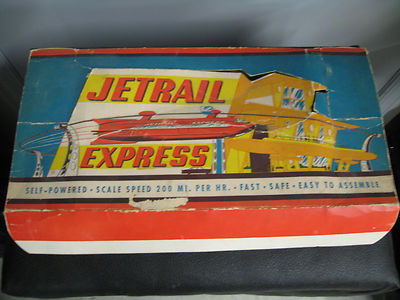 JETRAIL
EXPRESS
SELF-POWERED • SCALE SPEED 200 MI. PER HR. • FAST • SAFE • EASY TO ASSEMBLE